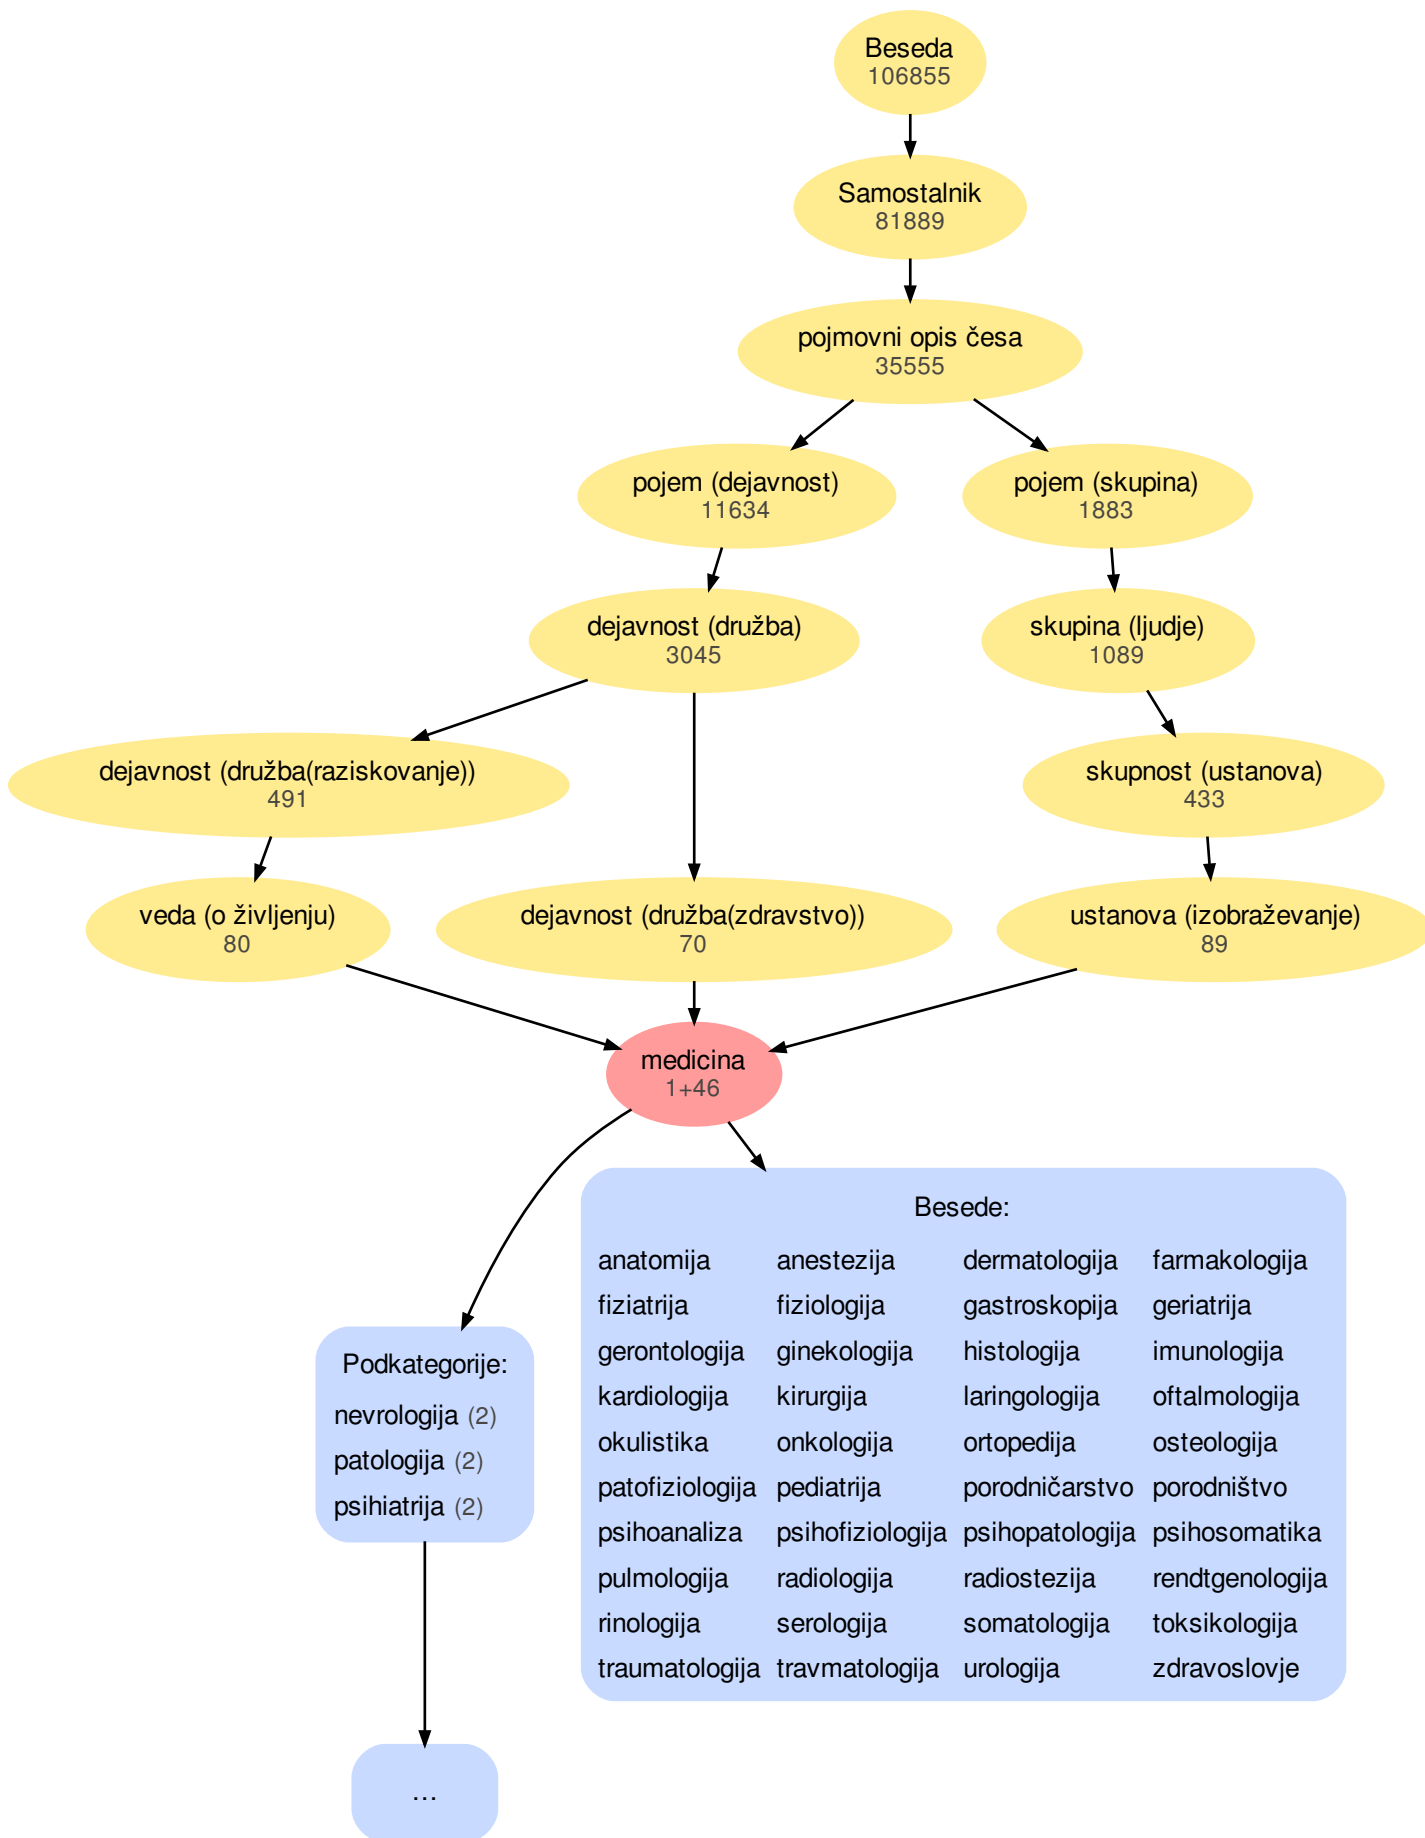 Beseda
106855
Samostalnik
81889
pojmovni opis česa
35555
pojem (dejavnost)
11634
pojem (skupina)
1883
dejavnost (družba)
3045
skupina (ljudje)
1089
dejavnost (družba(raziskovanje))
491
skupnost (ustanova)
433
veda (o življenju)
80
dejavnost (družba(zdravstvo))
70
ustanova (izobraževanje)
89
medicina
1+46
Besede:
anatomija anestezija dermatologija farmakologija
fiziatrija fiziologija gastroskopija geriatrija
gerontologija ginekologija histologija imunologija
kardiologija kirurgija laringologija oftalmologija
okulistika onkologija ortopedija osteologija
patofiziologija pediatrija porodničarstvo porodništvo
psihoanaliza psihofiziologija psihopatologija psihosomatika
pulmologija radiologija radiostezija rendtgenologija
rinologija serologija somatologija toksikologija
traumatologija travmatologija urologija zdravoslovje
Podkategorije:
nevrologija (2)
patologija (2)
psihiatrija (2)
...